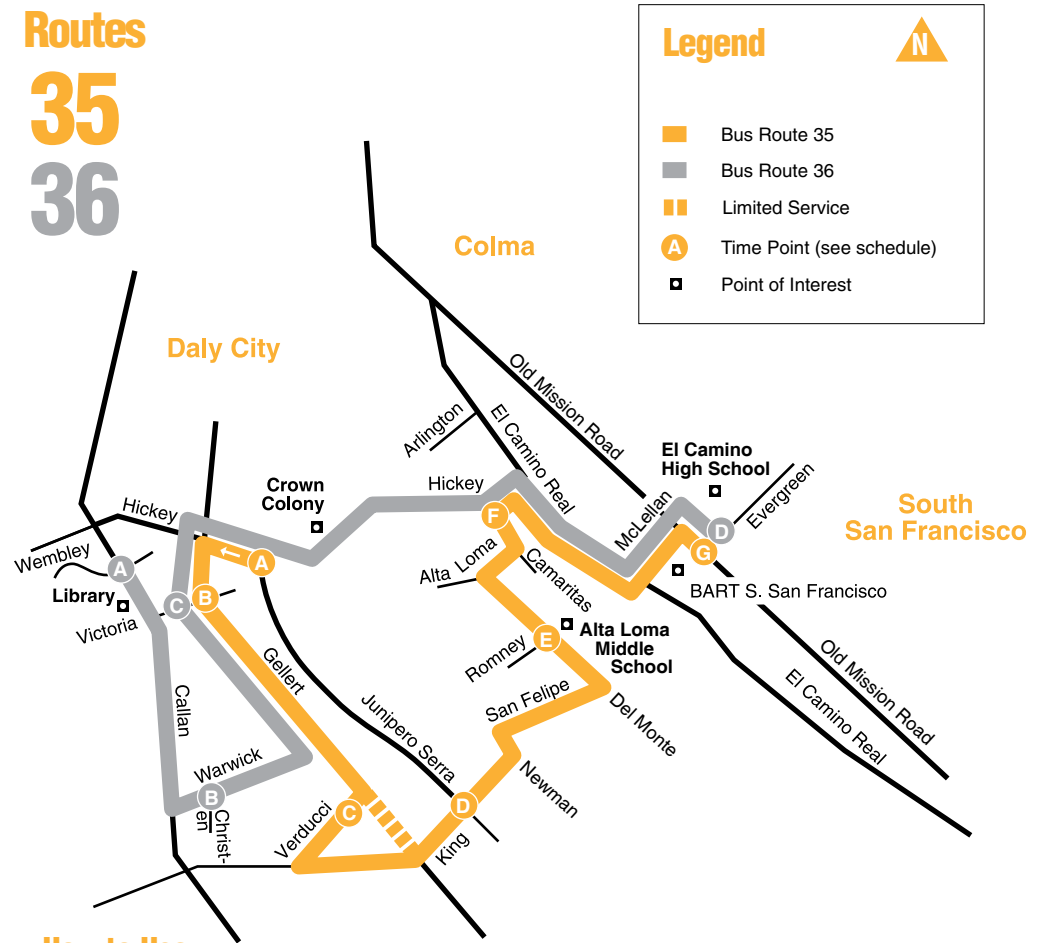 Routes
35
36
Legend
N
Bus Route 35
Bus Route 36
Limited Service
A
Time Point (see schedule)
Point of Interest
Colma
Daly City
South
San Francisco
Old Mission Road
El Camino Real
Arlington
El Camino
High School
Evergreen
Crown
Colony
Hickey
Hickey
McLellan
D
G
BART S. San Francisco
F
Wembley
A
A
Library
C
B
Victoria
Alta Loma
Camaritas
E
Alta Loma
Middle
School
Romney
Gellert
Callan
Junipero Serra
San Felipe
Del Monte
Old Mission Road
El Camino Real
Warwick
B
Christ-
en
Verducci
C
D
Newman
King